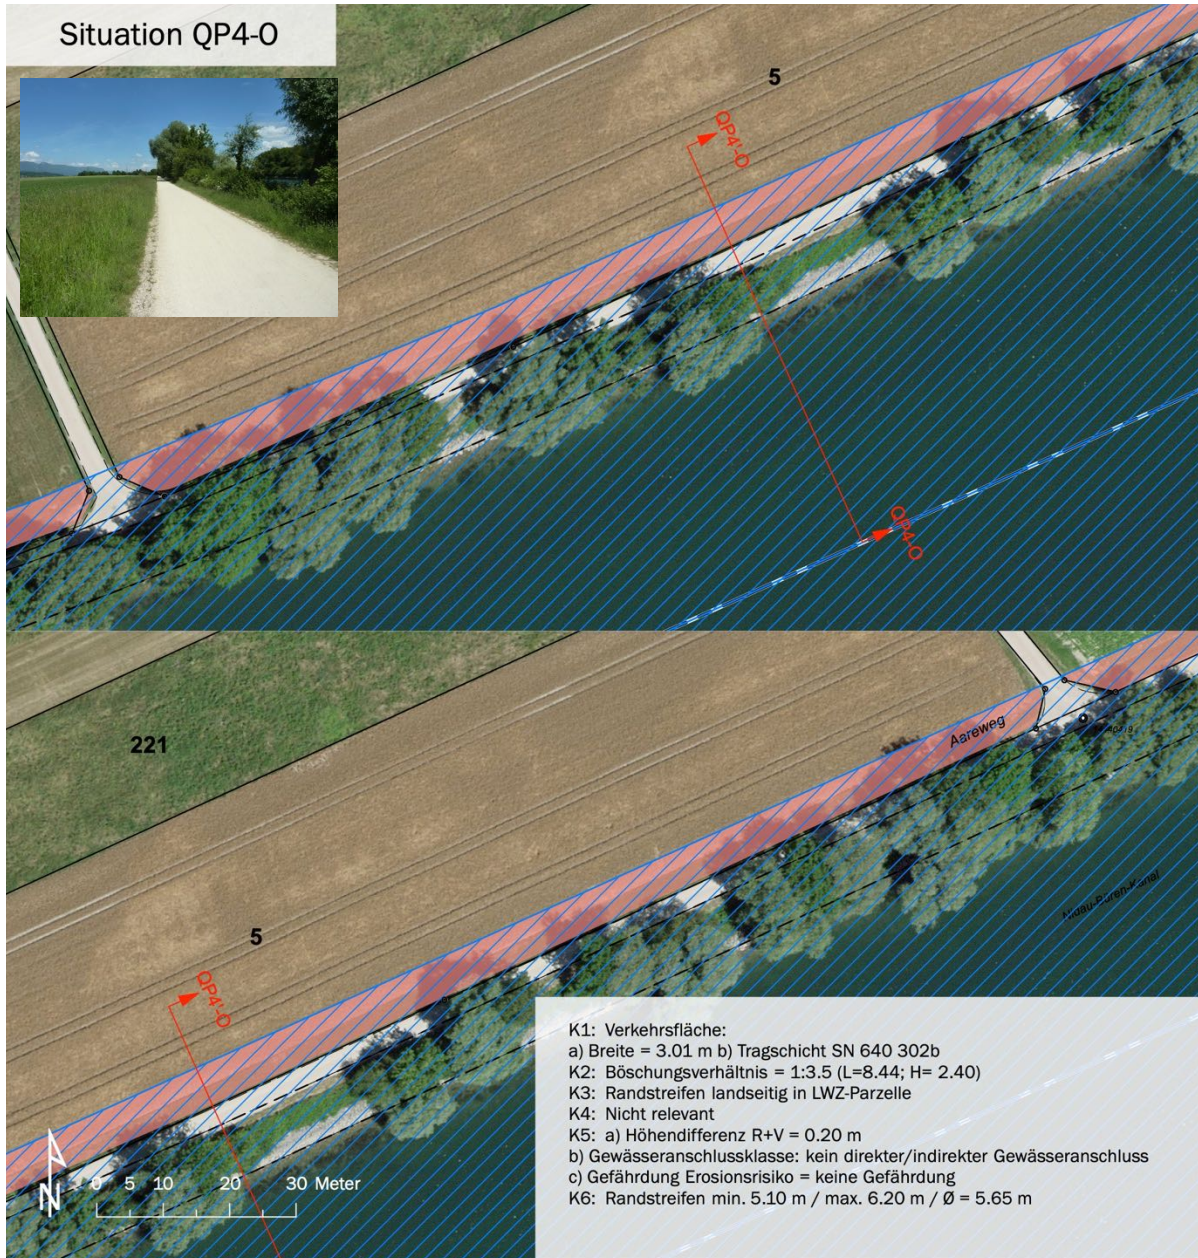 Situation QP4-O
5
QP4'-O
QP4-O
221
Aareweg
Nidau-Büren-Kanal
5
QP4'-O
K1: Verkehrsfläche:
a) Breite = 3.01 m b) Tragschicht SN 640 302b
K2: Böschungsverhältnis = 1:3.5 (L=8.44; H= 2.40)
K3: Randstreifen landseitig in LWZ-Parzelle
K4: Nicht relevant
K5: a) Höhendifferenz R+V = 0.20 m
b) Gewässeranschlussklasse: kein direkter/indirekter Gewässeranschluss
c) Gefährdung Erosionsrisiko = keine Gefährdung
K6: Randstreifen min. 5.10 m / max. 6.20 m / Ø = 5.65 m
N
0 5 10 20 30 Meter